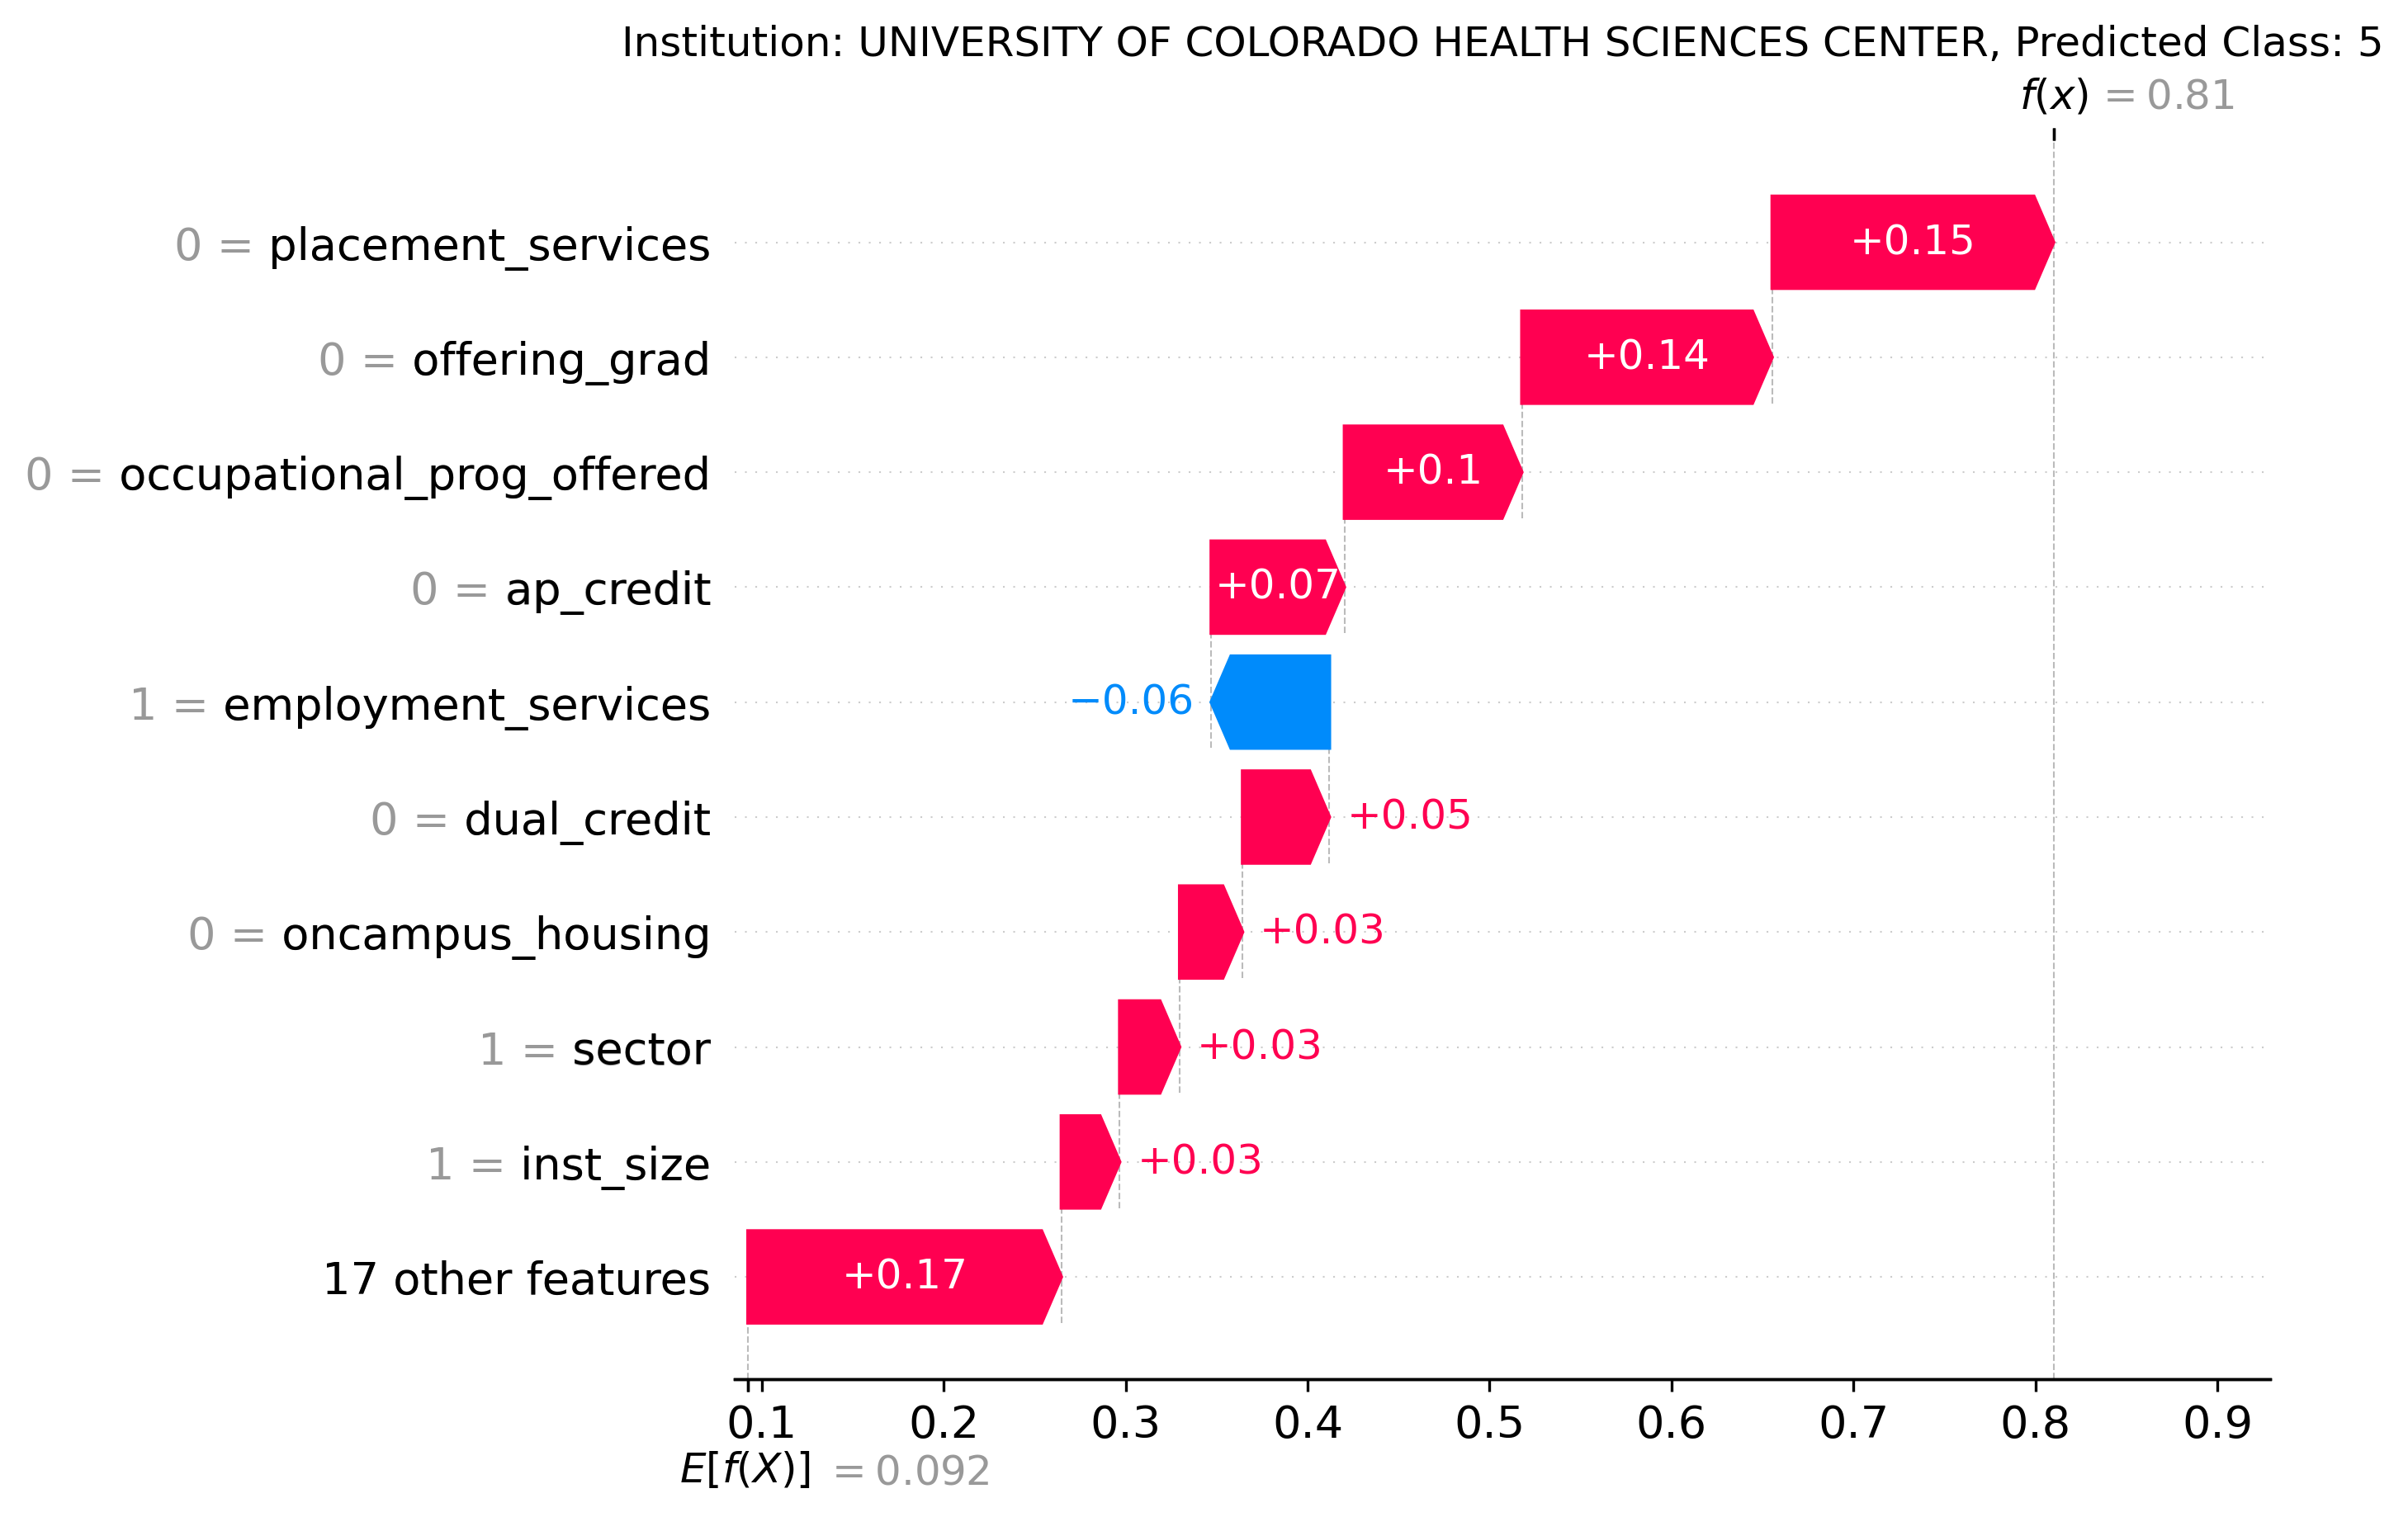 Institution: UNIVERSITY OF COLORADO HEALTH SCIENCES CENTER, Predicted Class: 5
f(x) = 0.81
0 = placement_services +0.15
0 = offering_grad +0.14
0 = occupational_prog_offered +0.1
0 = ap_credit +0.07
1 = employment_services −0.06
0 = dual_credit +0.05
0 = oncampus_housing +0.03
1 = sector +0.03
1 = inst_size +0.03
17 other features +0.17
0.1 0.2 0.3 0.4 0.5 0.6 0.7 0.8 0.9
E[f(X)] = 0.092